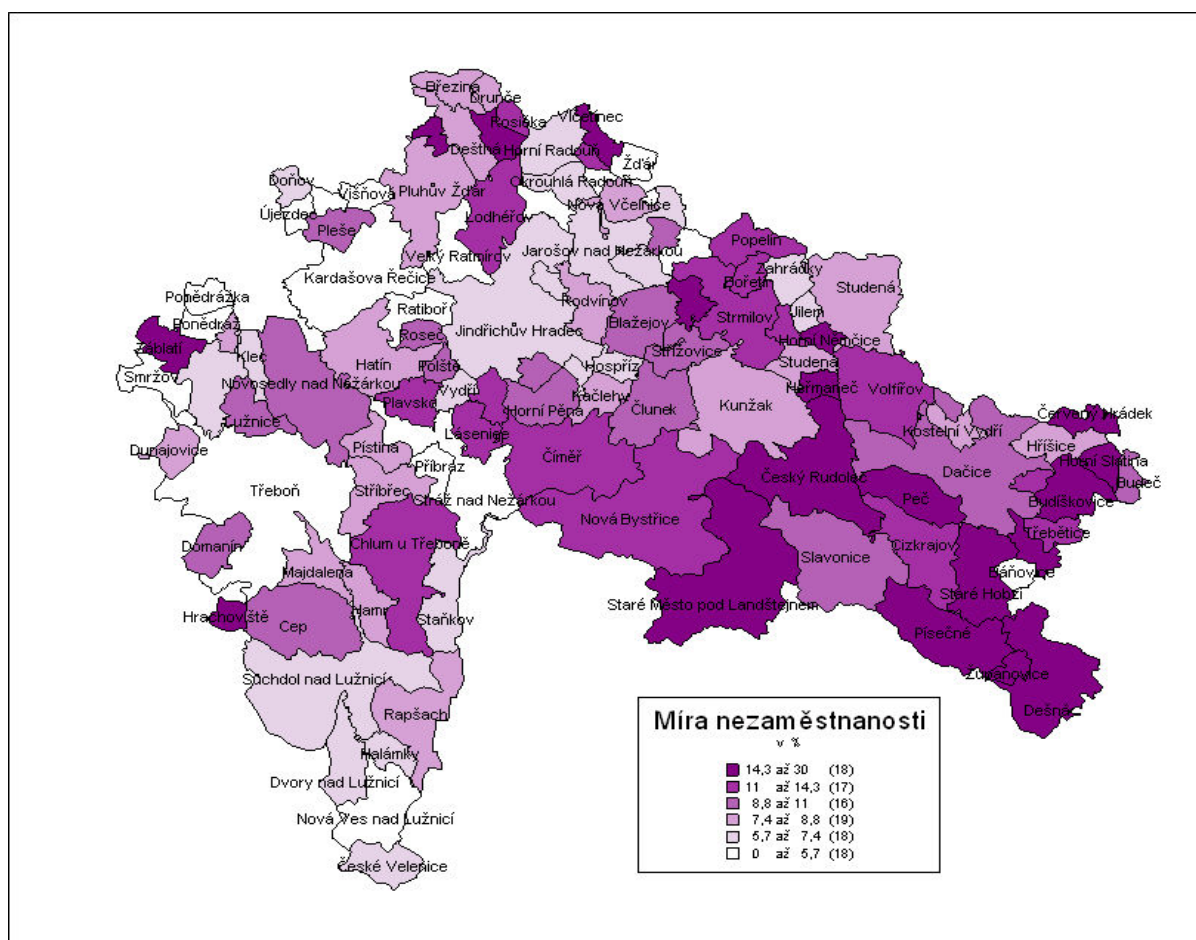 Březina
Drunče
Rosička
Vlčetínec
Deštná
Horní Radouň
Žďár
Doňov
Višňová
Pluhův Žďár
Okrouhlá Radouň
Újezdec
Pleše
Lodhéřov
Nová Včelnice
Velký Ratmírov
Jarošov nad Nežárkou
Popelín
Kardašova Řečice
Zahrádky
Ponědrážka
Rodvínov
Bořetín
Studená
Ponědraž
Ratiboř
Blažejov
Strmilov
Jilem
Záblatí
Klec
Roseč
Jindřichův Hradec
Horní Němčice
Hatín
Polště
Střížovice
Studená
Smržov
Novosedly nad Nežárkou
Vydří
Hospříz
Heřmaneč
Volfířov
Lužnice
Plavsko
Kačlehy
Člunek
Kunžak
Červený Hrádek
Horní Pěna
Lásenice
Kostelní Vydří
Dunajovice
Pístina
Číměř
Hříšice
Příbraz
Dačice
Horní Slatina
Třeboň
Stříbřec
Český Rudolec
Budeč
Stráž nad Nežárkou
Peč
Budíškovice
Nová Bystřice
Třebětice
Domanín
Chlum u Třeboně
Slavonice
Cizkrajov
Majdalena
Báňovice
Hrachoviště
Cep
Hamr
Staňkov
Staré Město pod Landštejnem
Staré Hobzí
Písečné
Suchdol nad Lužnicí
Županovice
Rapšach
Dešná
Halámky
Dvory nad Lužnicí
Nová Ves nad Lužnicí
České Velenice
Míra nezaměstnanosti
v %
14,3 až 30 (18)
11 až 14,3 (17)
8,8 až 11 (16)
7,4 až 8,8 (19)
5,7 až 7,4 (18)
0 až 5,7 (18)